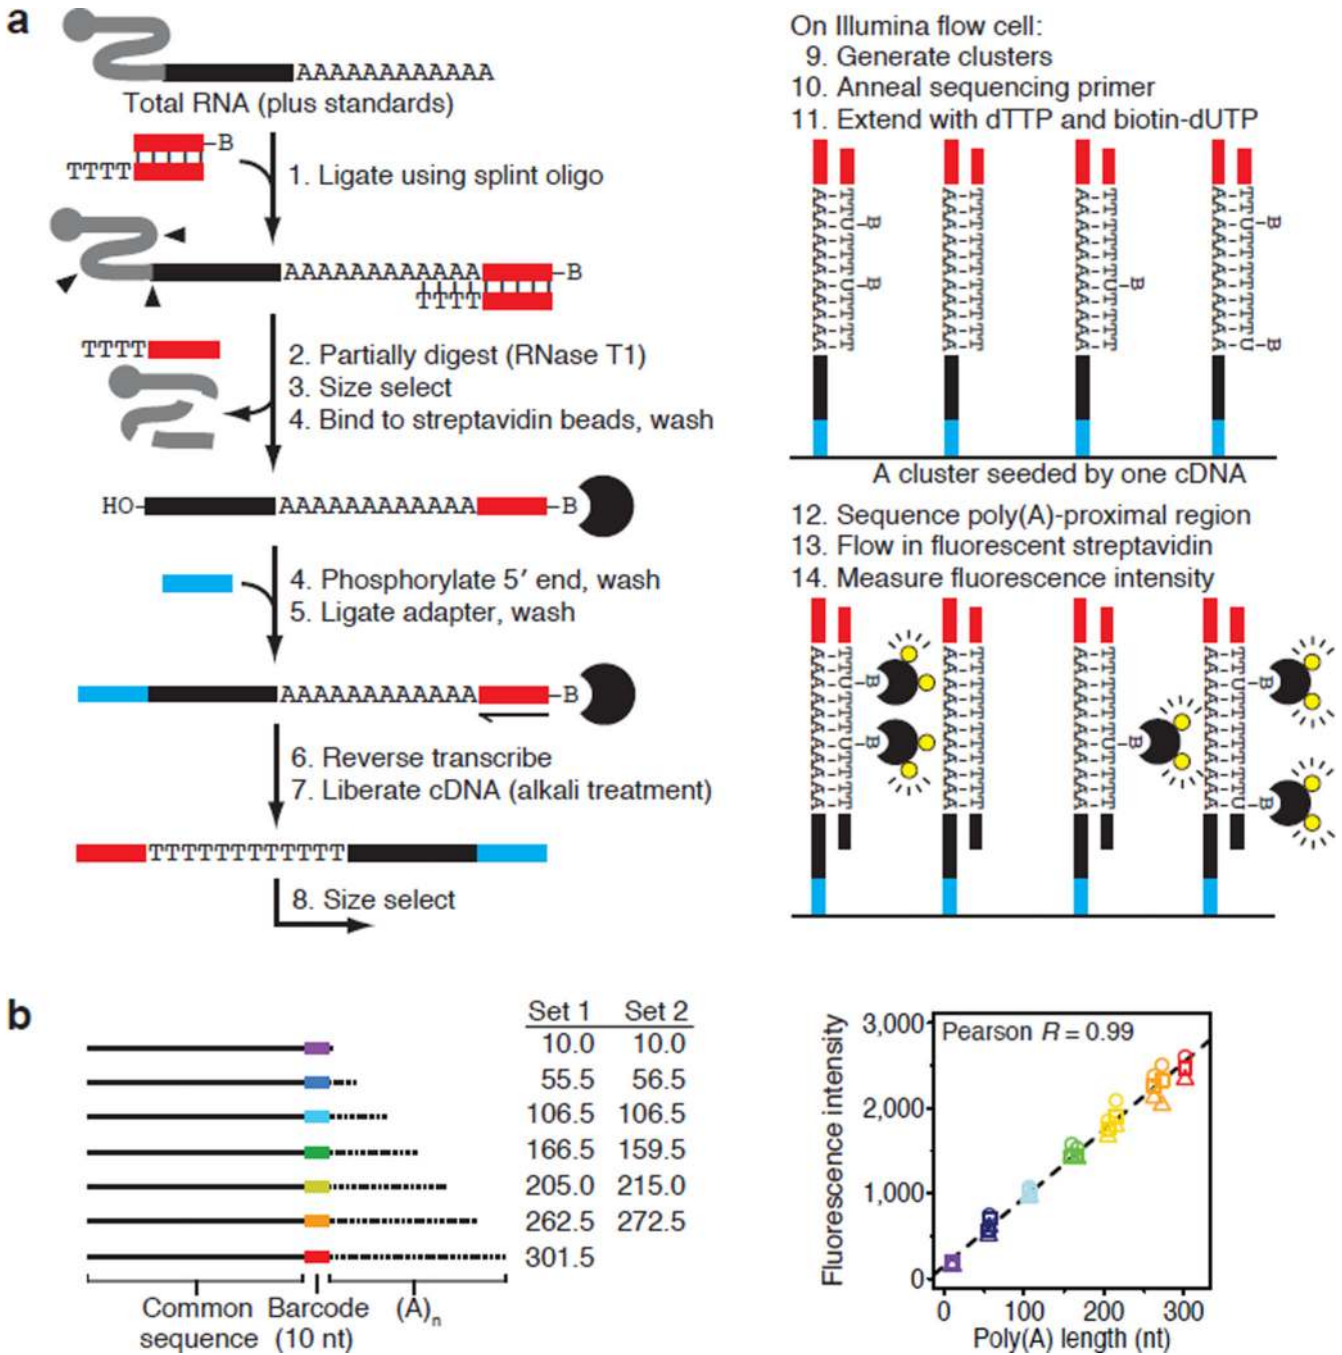 a
Total RNA (plus standards)
AAAAAAAAAAAA
B
TTTT
1. Ligate using splint oligo
AAAAAAAAAAAA
B
TTTT
TTTT
2. Partially digest (RNase T1)
3. Size select
4. Bind to streptavidin beads, wash
HO
AAAAAAAAAAAA
B
4. Phosphorylate 5′ end, wash
5. Ligate adapter, wash
AAAAAAAAAAAA
B
6. Reverse transcribe
7. Liberate cDNA (alkali treatment)
TTTTTTTTTTTT
8. Size select
On Illumina flow cell:
9. Generate clusters
10. Anneal sequencing primer
11. Extend with dTTP and biotin-dUTP
B
B
B
B
B
A cluster seeded by one cDNA
12. Sequence poly(A)-proximal region
13. Flow in fluorescent streptavidin
14. Measure fluorescence intensity
B
B
B
B
B
b
Set 1 Set 2
10.0 10.0
55.5 56.5
106.5 106.5
166.5 159.5
205.0 215.0
262.5 272.5
301.5
Common sequence
Barcode (10 nt)
(A)n
Fluorescence intensity
3,000
2,000
1,000
0
Pearson R = 0.99
0 100 200 300
Poly(A) length (nt)